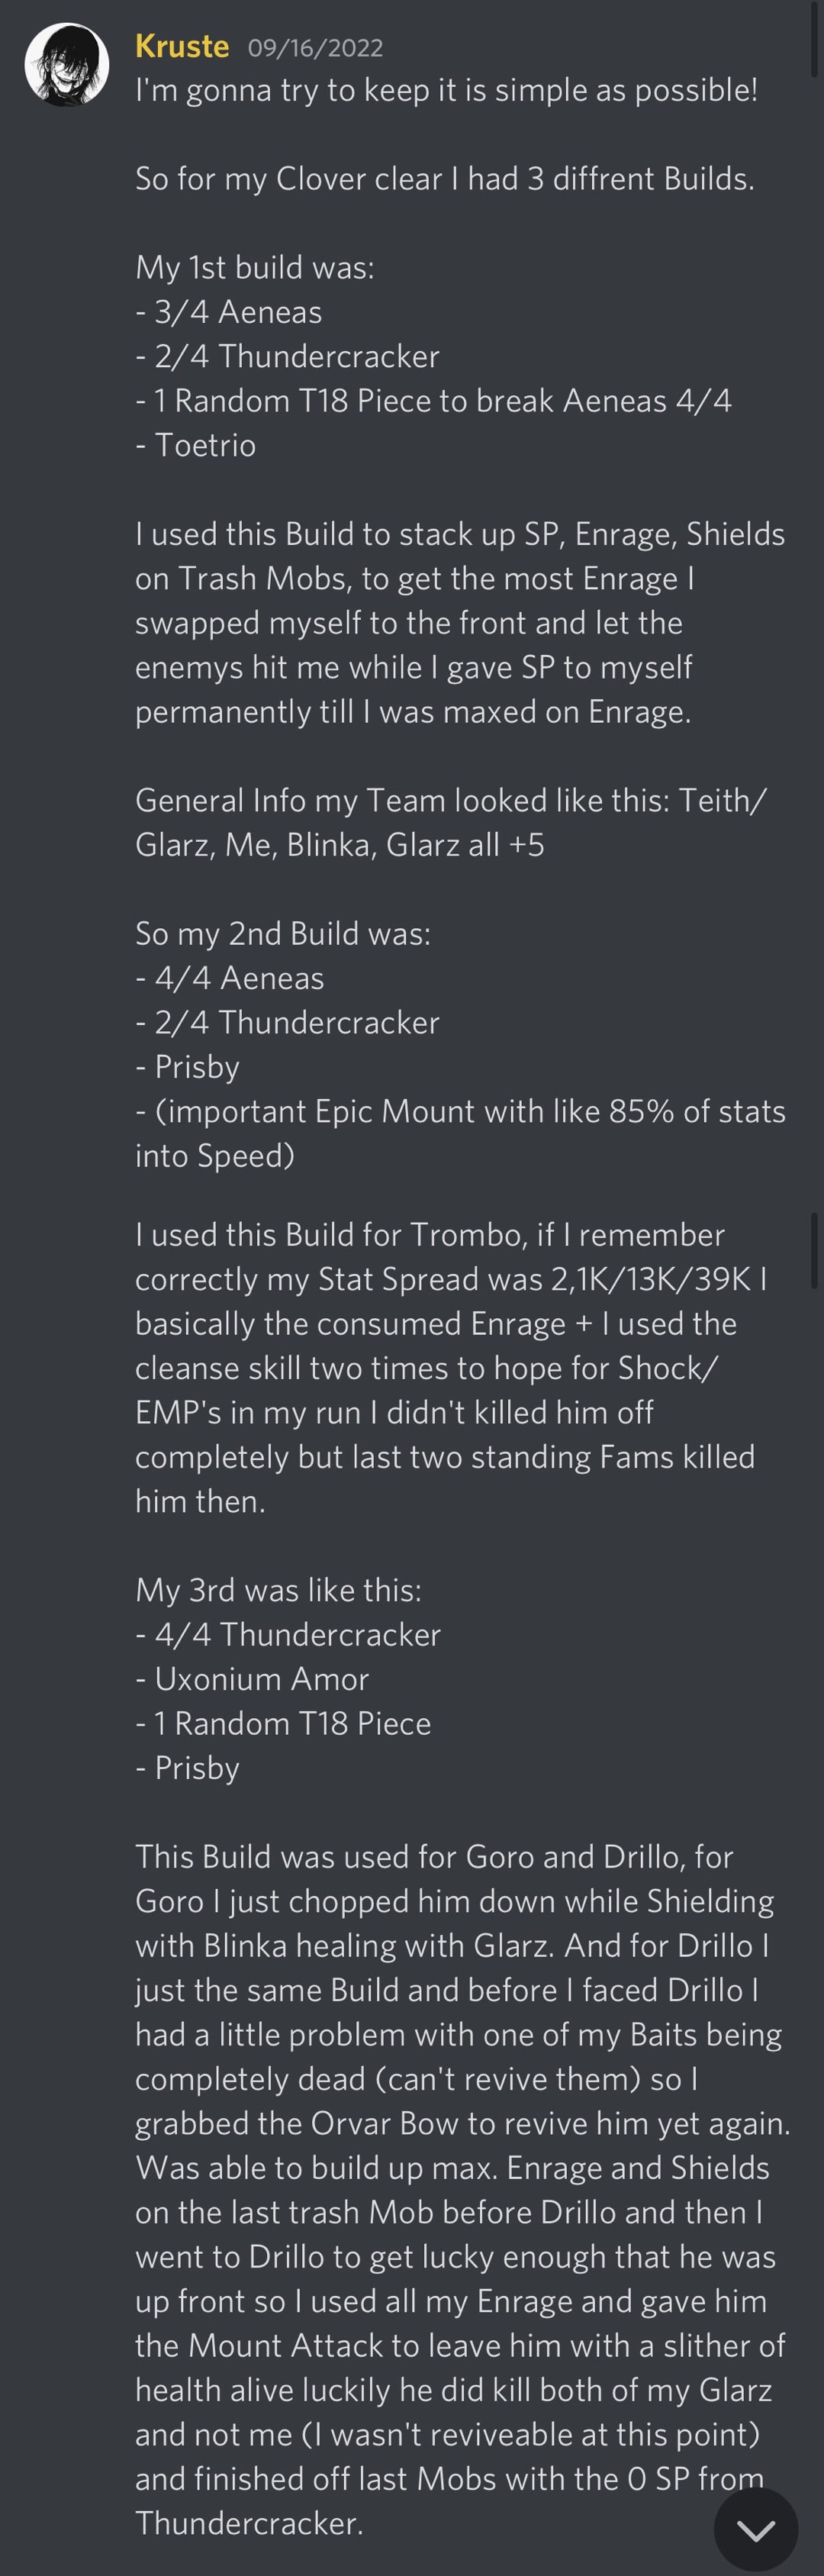 Kruste 09/16/2022
I'm gonna try to keep it is simple as possible!
So for my Clover clear I had 3 diffrent Builds.
My 1st build was:
- 3/4 Aeneas
- 2/4 Thundercracker
- 1 Random T18 Piece to break Aeneas 4/4
- Toetrio
I used this Build to stack up SP, Enrage, Shields
on Trash Mobs, to get the most Enrage I
swapped myself to the front and let the
enemys hit me while I gave SP to myself
permanently till I was maxed on Enrage.
General Info my Team looked like this: Teith/
Glarz, Me, Blinka, Glarz all +5
So my 2nd Build was:
- 4/4 Aeneas
- 2/4 Thundercracker
- Prisby
- (important Epic Mount with like 85% of stats
into Speed)
I used this Build for Trombo, if I remember
correctly my Stat Spread was 2,1K/13K/39K I
basically the consumed Enrage + I used the
cleanse skill two times to hope for Shock/
EMP's in my run I didn't killed him off
completely but last two standing Fams killed
him then.
My 3rd was like this:
- 4/4 Thundercracker
- Uxonium Amor
- 1 Random T18 Piece
- Prisby
This Build was used for Goro and Drillo, for
Goro I just chopped him down while Shielding
with Blinka healing with Glarz. And for Drillo I
just the same Build and before I faced Drillo I
had a little problem with one of my Baits being
completely dead (can't revive them) so I
grabbed the Orvar Bow to revive him yet again.
Was able to build up max. Enrage and Shields
on the last trash Mob before Drillo and then I
went to Drillo to get lucky enough that he was
up front so I used all my Enrage and gave him
the Mount Attack to leave him with a slither of
health alive luckily he did kill both of my Glarz
and not me (I wasn't reviveable at this point)
and finished off last Mobs with the 0 SP from
Thundercracker.